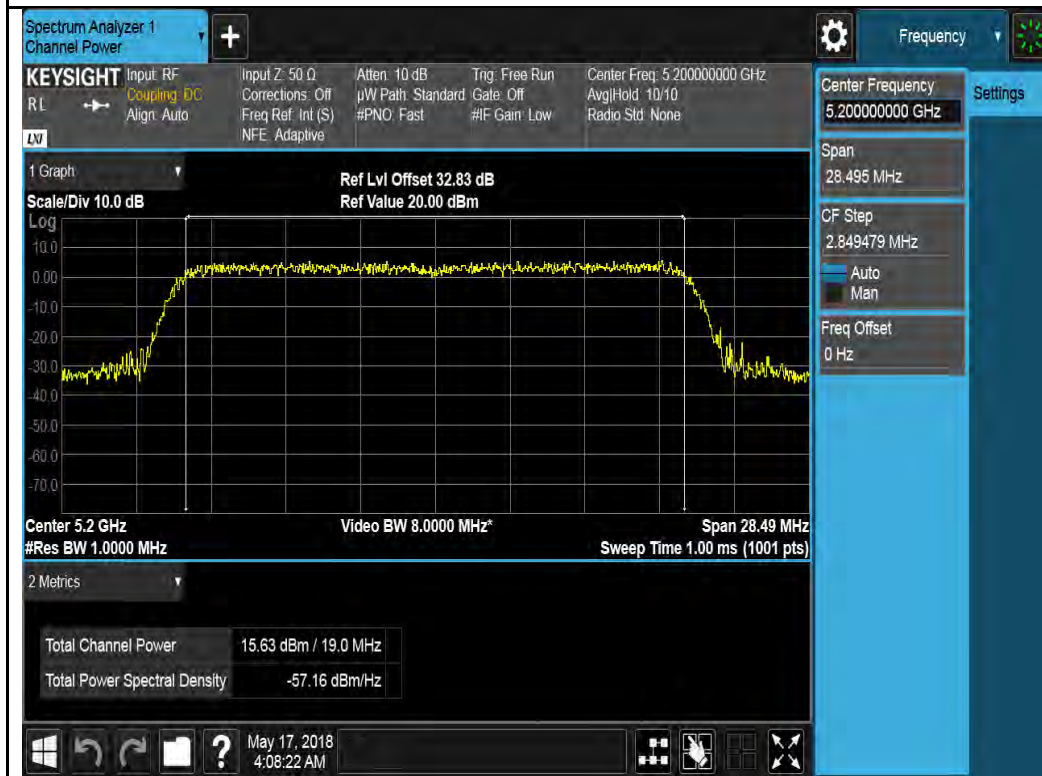 Spectrum Analyzer 1
Channel Power
+
Frequency
KEYSIGHT
RL
LXI
Input: RF
Coupling: DC
Align: Auto
Input Z: 50 Ω
Corrections: Off
Freq Ref: Int (S)
NFE: Adaptive
Atten: 10 dB
µW Path: Standard
#PNO: Fast
Trig: Free Run
Gate: Off
#IF Gain: Low
Center Freq: 5.200000000 GHz
Avg|Hold: 10/10
Radio Std: None
Center Frequency
5.200000000 GHz
Settings
Span
28.495 MHz
CF Step
2.849479 MHz
Auto
Man
Freq Offset
0 Hz
1 Graph
Scale/Div 10.0 dB
Ref Lvl Offset 32.83 dB
Ref Value 20.00 dBm
Log
10.0
0.00
-10.0
-20.0
-30.0
-40.0
-50.0
-60.0
-70.0
Center 5.2 GHz
Video BW 8.0000 MHz*
Span 28.49 MHz
#Res BW 1.0000 MHz
Sweep Time 1.00 ms (1001 pts)
2 Metrics
Total Channel Power 15.63 dBm / 19.0 MHz
Total Power Spectral Density -57.16 dBm/Hz
?
May 17, 2018
4:08:22 AM